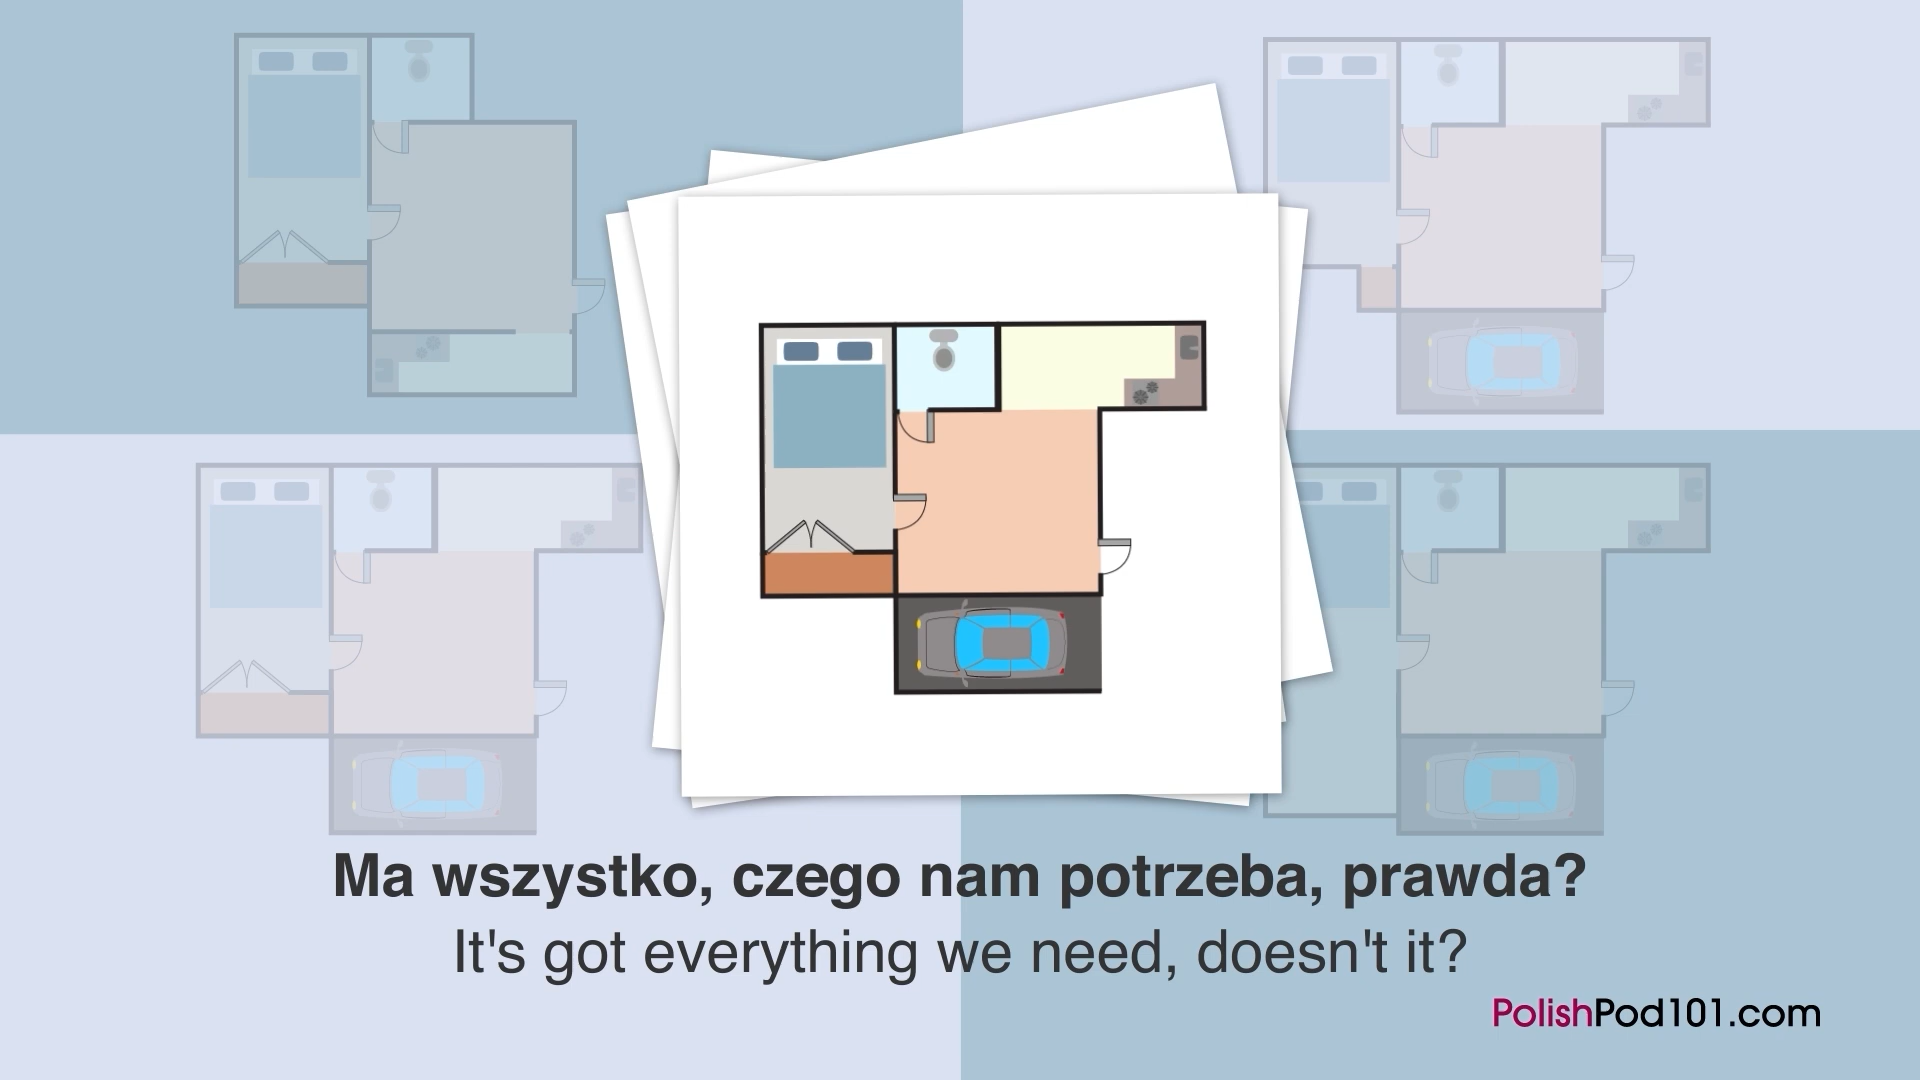 Ma wszystko, czego nam potrzeba, prawda?
It's got everything we need, doesn't it?
PolishPod101.com